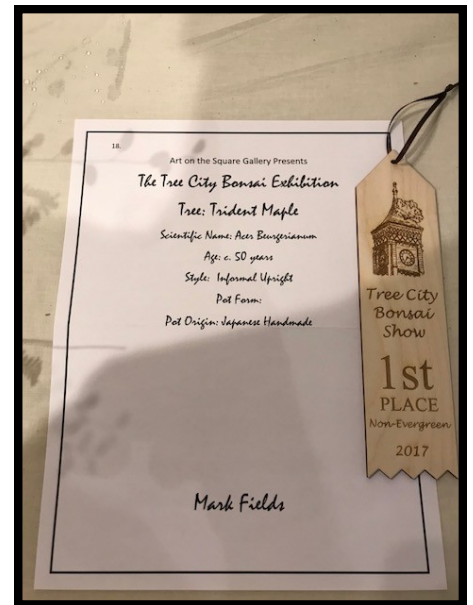 18.
Art on the Square Gallery Presents
The Tree City Bonsai Exhibition
Tree: Trident Maple
Scientific Name: Acer Beurgerianum
Age: c. 50 years
Style: Informal Upright
Pot Form:
Pot Origin: Japanese Handmade
Mark Fields
Tree City
Bonsai
Show
1st
PLACE
Non-Evergreen
2017